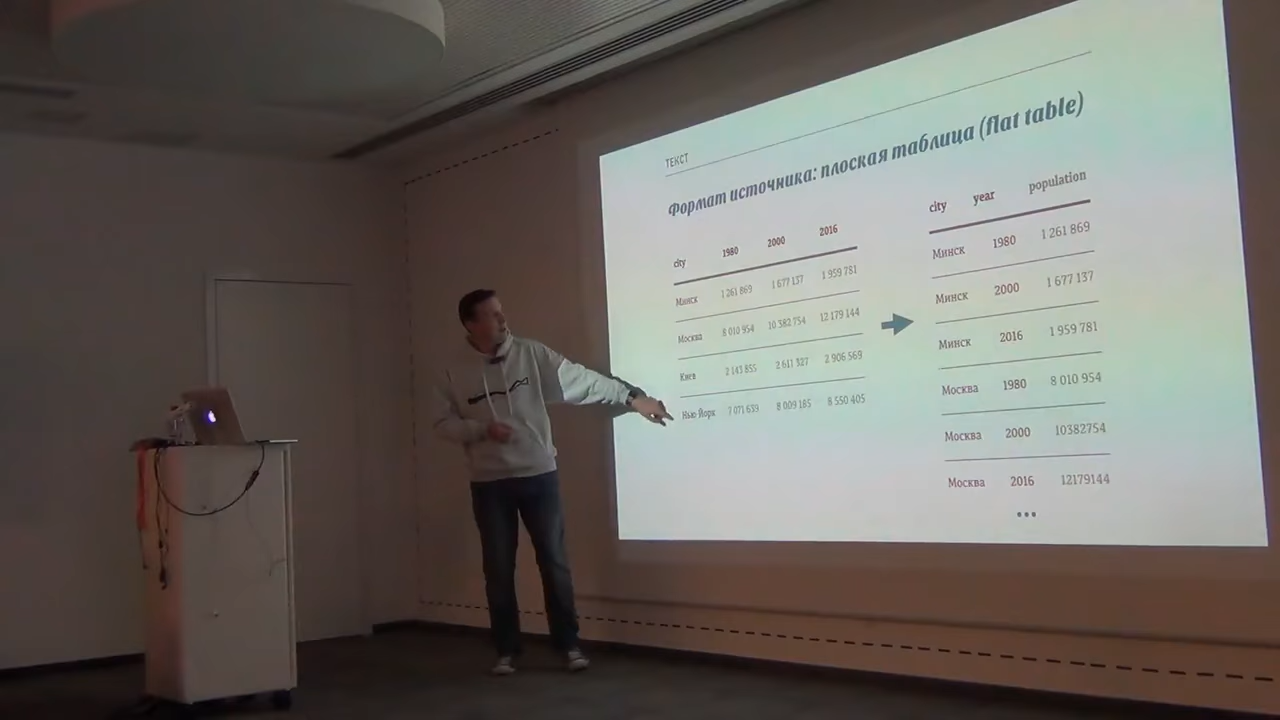 ТЕКСТ
Формат источника: плоская таблица (flat table)
city 1980 2000 2016
Минск 1 261 869 1 677 137 1 959 781
Москва 8 010 954 10 382 754 12 179 144
Киев 2 143 855 2 611 327 2 906 569
Нью-Йорк 7 071 639 8 009 185 8 550 405
city year population
Минск 1980 1 261 869
Минск 2000 1 677 137
Минск 2016 1 959 781
Москва 1980 8 010 954
Москва 2000 10382754
Москва 2016 12179144
...